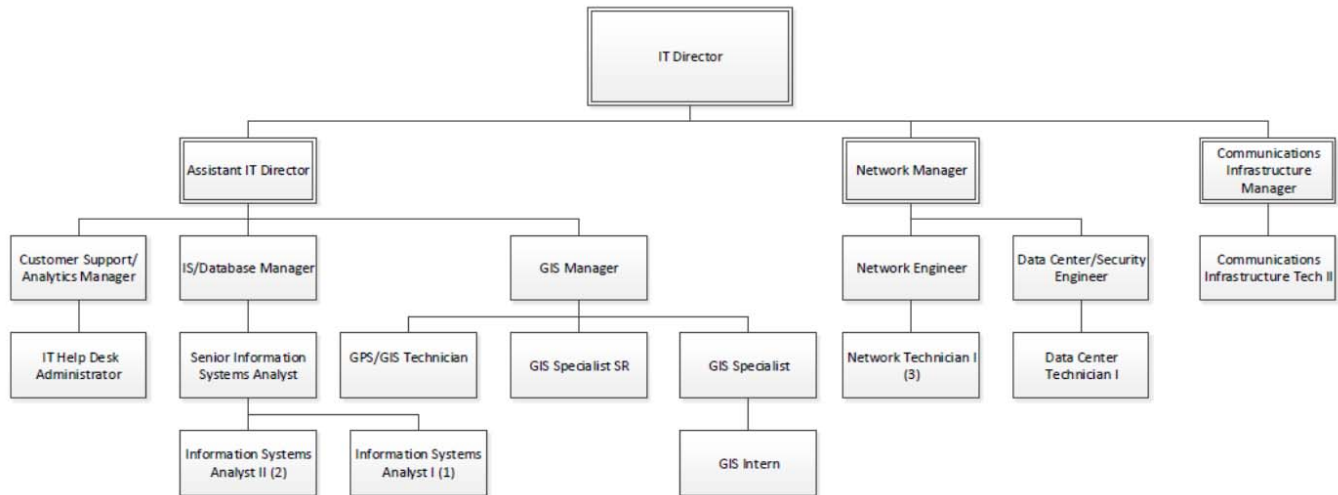 IT Director
Assistant IT Director
Network Manager
Communications
Infrastructure
Manager
Customer Support/
Analytics Manager
IS/Database Manager
GIS Manager
Network Engineer
Data Center/Security
Engineer
Communications
Infrastructure Tech II
IT Help Desk
Administrator
Senior Information
Systems Analyst
GPS/GIS Technician
GIS Specialist SR
GIS Specialist
Network Technician I
(3)
Data Center
Technician I
Information Systems
Analyst II (2)
Information Systems
Analyst I (1)
GIS Intern